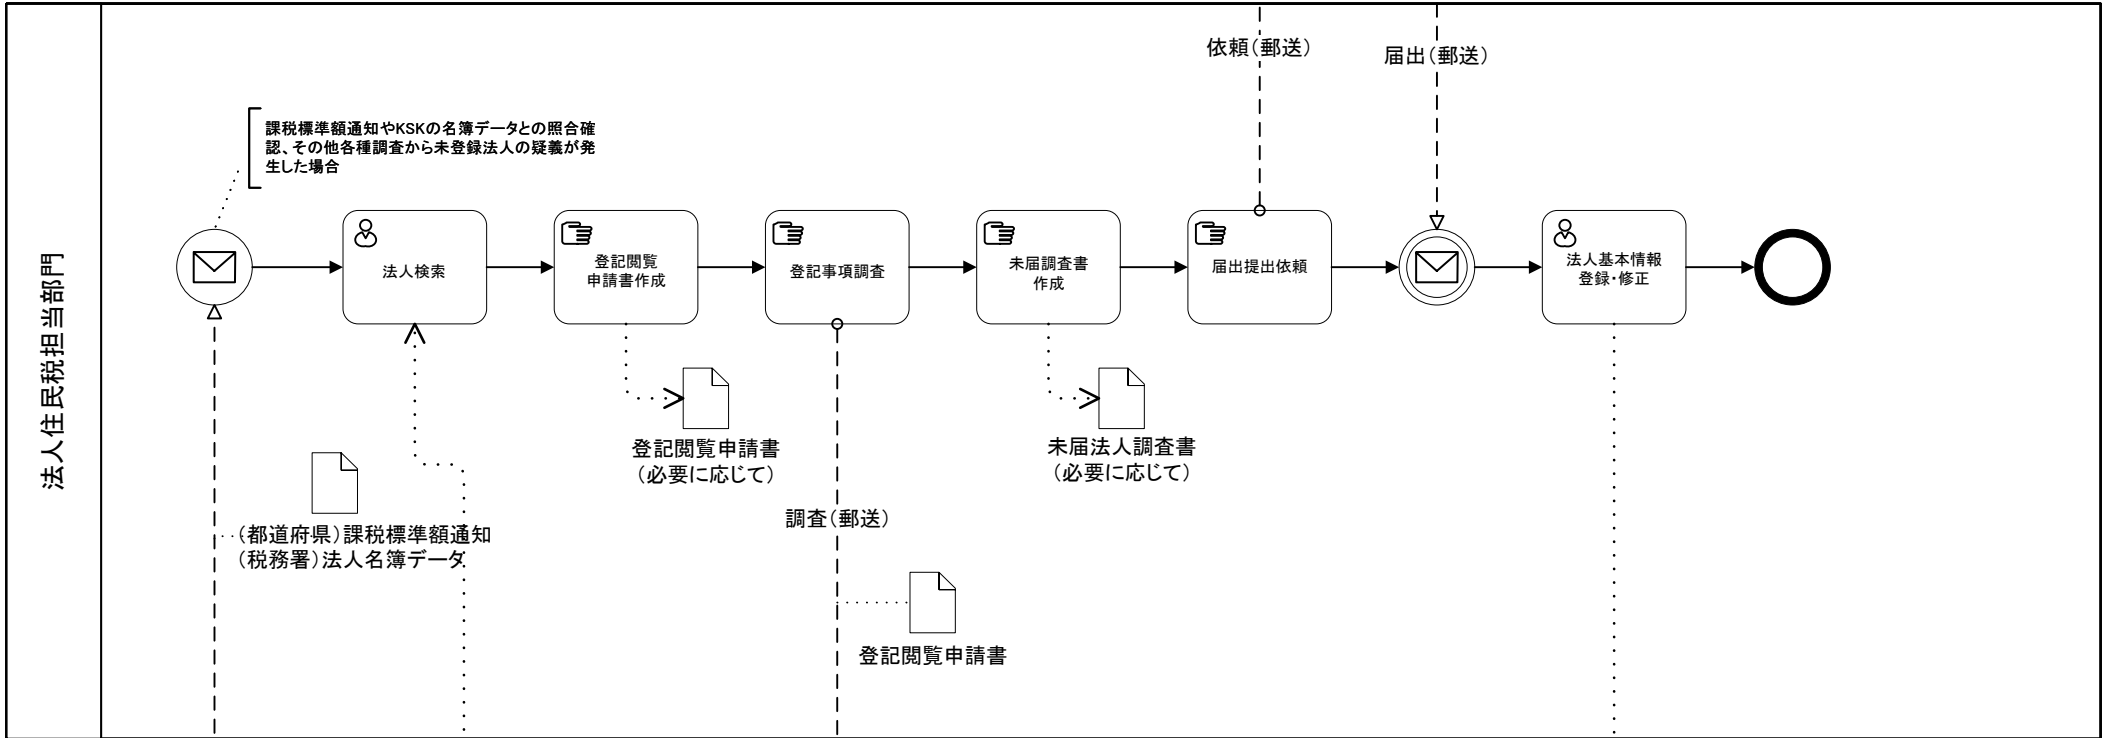 法人住民税担当部門
依頼（郵送）
届出（郵送）
課税標準額通知やKSKの名簿データとの照合確
認、その他各種調査から未登録法人の疑義が発
生した場合
法人検索
登記閲覧
申請書作成
登記事項調査
未届調査書
作成
届出提出依頼
法人基本情報
登録・修正
登記閲覧申請書
（必要に応じて）
未届法人調査書
（必要に応じて）
（都道府県）課税標準額通知
（税務署）法人名簿データ
調査（郵送）
登記閲覧申請書